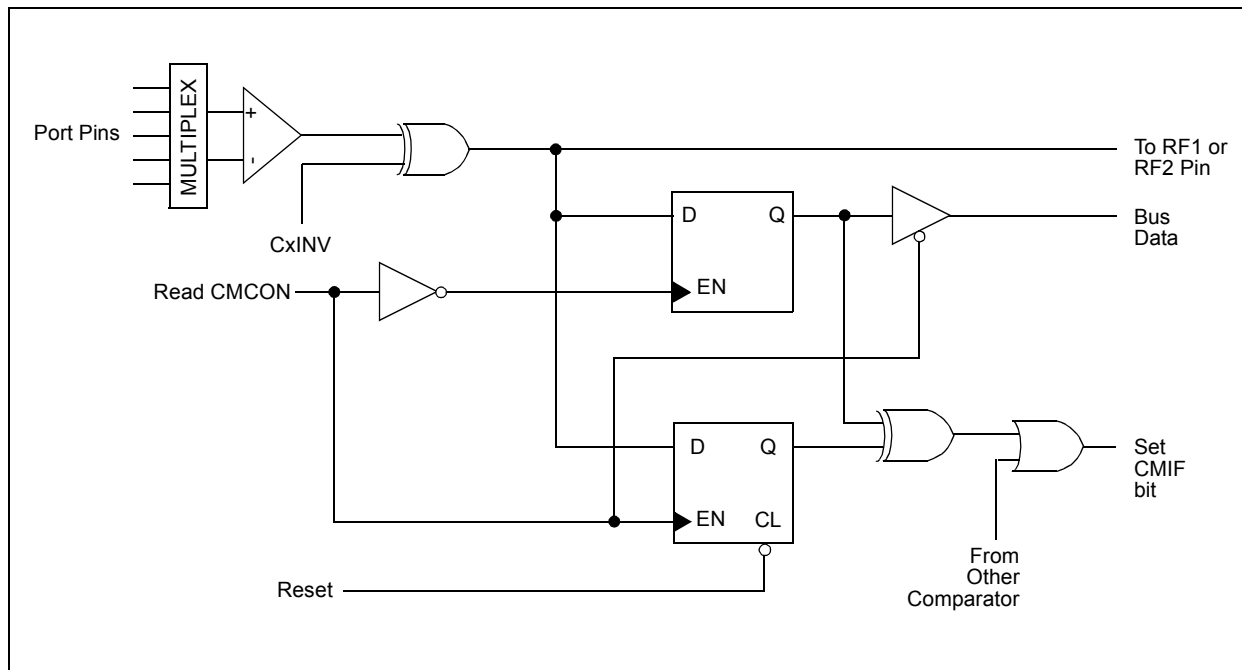 Port Pins
MULTIPLEX
+
-
CxINV
To RF1 or
RF2 Pin
D
Q
EN
Bus
Data
Read CMCON
D
Q
EN
CL
Set
CMIF
bit
From
Other
Comparator
Reset